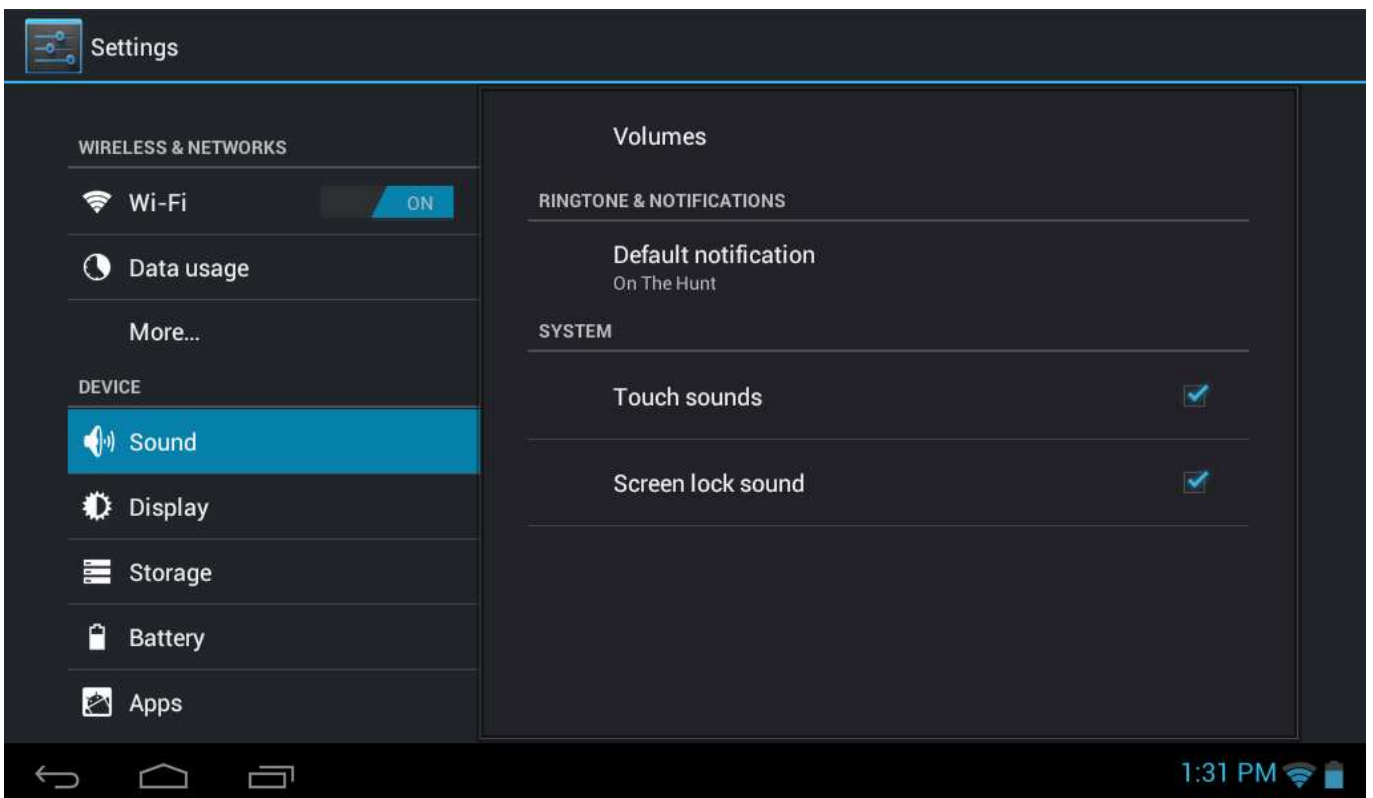 Settings
WIRELESS & NETWORKS
Wi-Fi
ON
Data usage
More...
DEVICE
Sound
Display
Storage
Battery
Apps
Volumes
RINGTONE & NOTIFICATIONS
Default notification
On The Hunt
SYSTEM
Touch sounds
Screen lock sound
1:31 PM